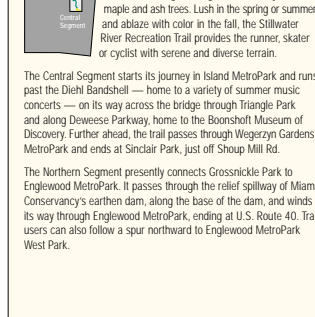 maple and ash trees. Lush in the spring or summer
and ablaze with color in the fall, the Stillwater
River Recreation Trail provides the runner, skater
or cyclist with serene and diverse terrain.
Central
Segment
The Central Segment starts its journey in Island MetroPark and runs
past the Diehl Bandshell — home to a variety of summer music
concerts — on its way across the bridge through Triangle Park
and along Deweese Parkway, home to the Boonshoft Museum of
Discovery. Further ahead, the trail passes through Wegerzyn Gardens
MetroPark and ends at Sinclair Park, just off Shoup Mill Rd.
The Northern Segment presently connects Grossnickle Park to
Englewood MetroPark. It passes through the relief spillway of Miam
Conservancy's earthen dam, along the base of the dam, and winds
its way through Englewood MetroPark, ending at U.S. Route 40. Tra
users can also follow a spur northward to Englewood MetroPark
West Park.